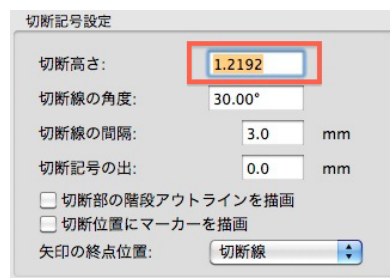 切断記号設定
切断高さ: 1.2192
切断線の角度: 30.00°
切断線の間隔: 3.0 mm
切断記号の出: 0.0 mm
切断部の階段アウトラインを描画
切断位置にマーカーを描画
矢印の終点位置: 切断線